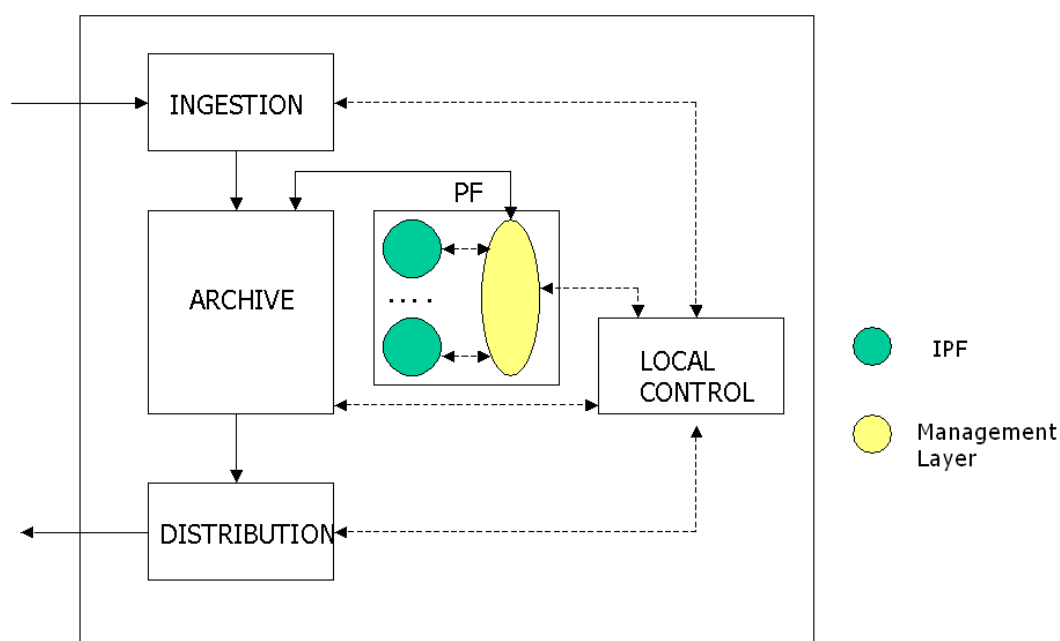 INGESTION
PF
ARCHIVE
. . . .
LOCAL
CONTROL
DISTRIBUTION
IPF
Management
Layer